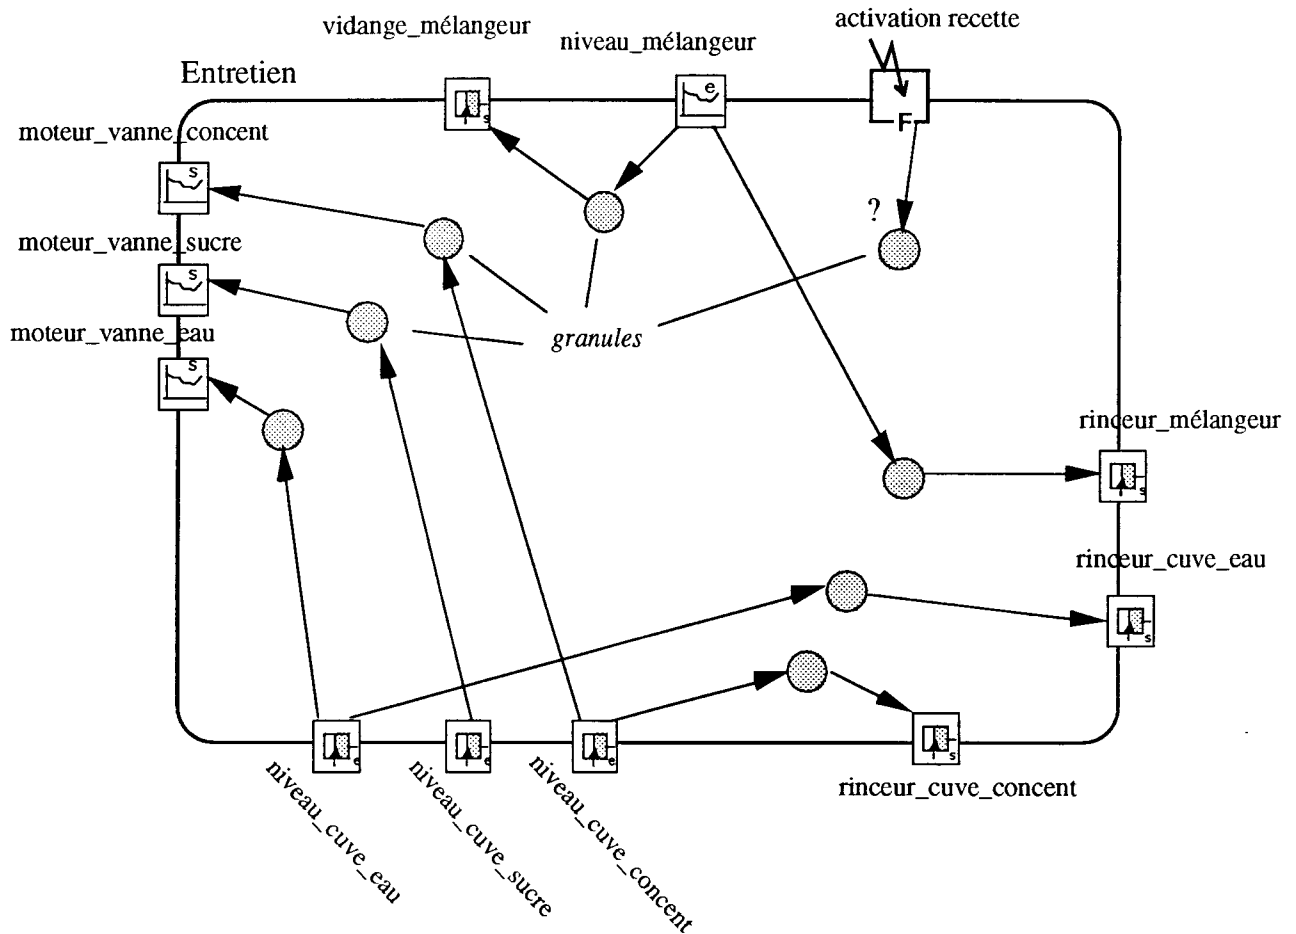 activation recette
vidange_mélangeur
niveau_mélangeur
Entretien
e
s
F
moteur_vanne_concent
s
?
moteur_vanne_sucre
s
moteur_vanne_eau
granules
s
rinceur_mélangeur
s
rinceur_cuve_eau
s
e
e
e
s
niveau_cuve_eau
niveau_cuve_sucre
niveau_cuve_concent
rinceur_cuve_concent